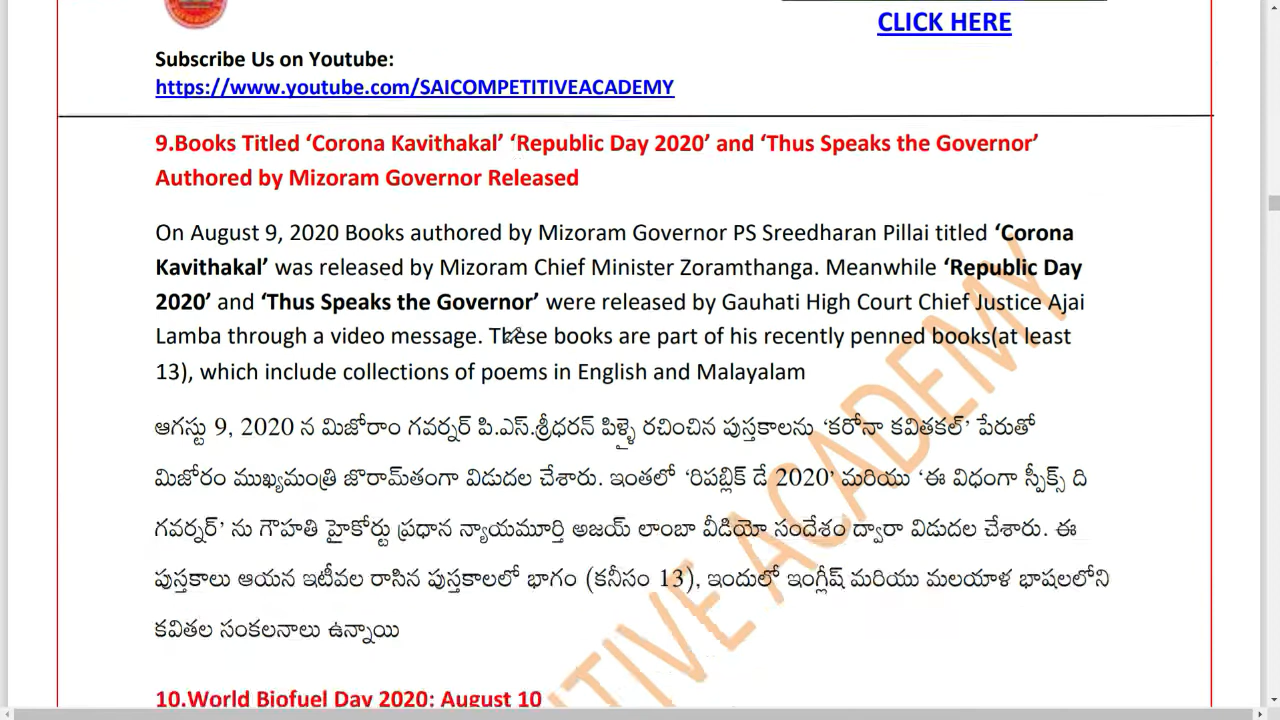 CLICK HERE
Subscribe Us on Youtube:
https://www.youtube.com/SAICOMPETITIVEACADEMY
9.Books Titled ‘Corona Kavithakal’ ‘Republic Day 2020’ and ‘Thus Speaks the Governor’
Authored by Mizoram Governor Released
On August 9, 2020 Books authored by Mizoram Governor PS Sreedharan Pillai titled ‘Corona
Kavithakal’ was released by Mizoram Chief Minister Zoramthanga. Meanwhile ‘Republic Day
2020’ and ‘Thus Speaks the Governor’ were released by Gauhati High Court Chief Justice Ajai
Lamba through a video message. These books are part of his recently penned books(at least
13), which include collections of poems in English and Malayalam
ఆగస్టు 9, 2020 న మిజోరాం గవర్నర్ పి.ఎస్.శ్రీధరన్ పిళ్ళై రచించిన పుస్తకాలను ‘కరోనా కవితకల్’ పేరుతో
మిజోరం ముఖ్యమంత్రి జొరామ్‌తంగా విడుదల చేశారు. ఇంతలో ‘రిపబ్లిక్ డే 2020’ మరియు ‘ఈ విధంగా స్పీక్స్ ది
గవర్నర్’ ను గౌహతి హైకోర్టు ప్రధాన న్యాయమూర్తి అజయ్ లాంబా వీడియో సందేశం ద్వారా విడుదల చేశారు. ఈ
పుస్తకాలు ఆయన ఇటీవల రాసిన పుస్తకాలలో భాగం (కనీసం 13), ఇందులో ఇంగ్లీష్ మరియు మలయాళ భాషలలోని
కవితల సంకలనాలు ఉన్నాయి
10.World Biofuel Day 2020: August 10
ITIVE ACADEMY